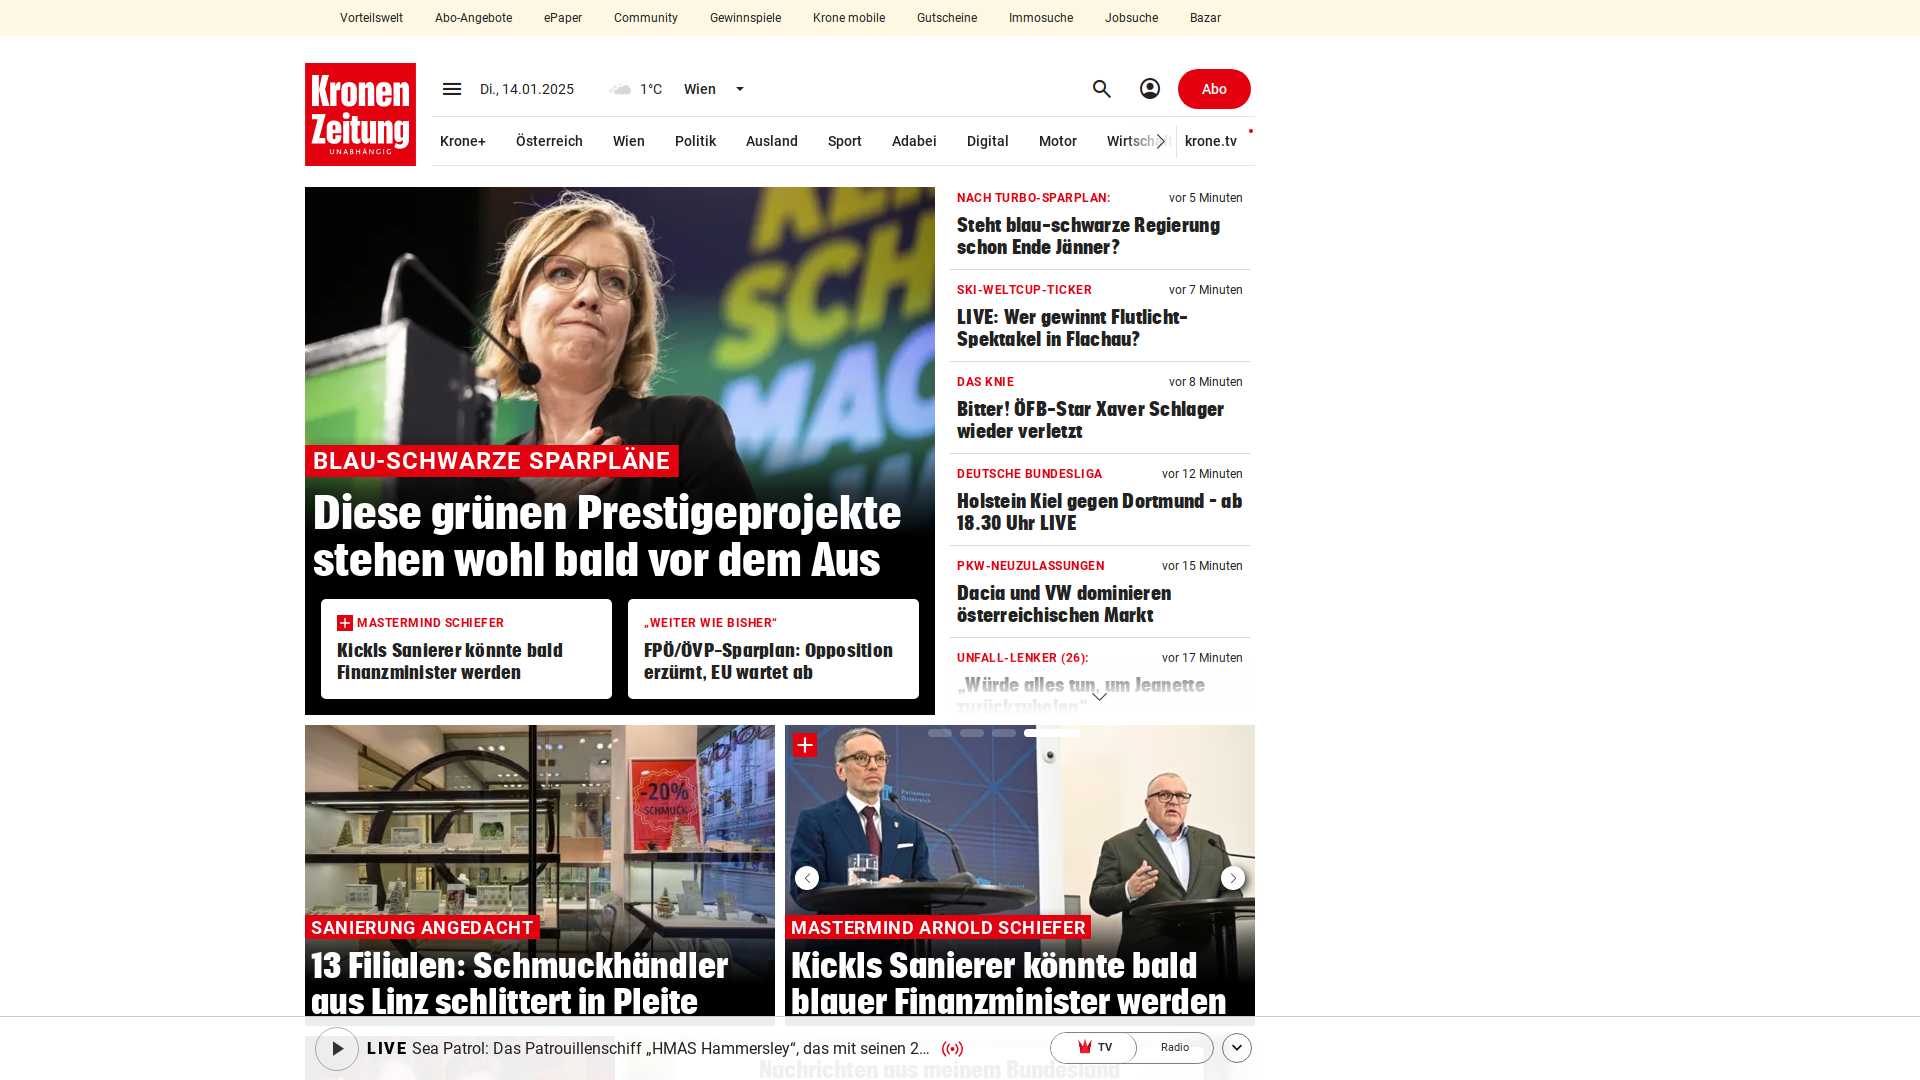 Vorteilswelt Abo-Angebote ePaper Community Gewinnspiele Krone mobile Gutscheine Immosuche Jobsuche Bazar
Kronen
Zeitung
UNABHÄNGIG
Di., 14.01.2025 1°C Wien Abo
Krone+ Österreich Wien Politik Ausland Sport Adabei Digital Motor Wirtschaft krone.tv
BLAU-SCHWARZE SPARPLÄNE
Diese grünen Prestigeprojekte
stehen wohl bald vor dem Aus
MASTERMIND SCHIEFER
Kickls Sanierer könnte bald
Finanzminister werden
„WEITER WIE BISHER“
FPÖ/ÖVP-Sparplan: Opposition
erzürnt, EU wartet ab
NACH TURBO-SPARPLAN: vor 5 Minuten
Steht blau-schwarze Regierung
schon Ende Jänner?
SKI-WELTCUP-TICKER vor 7 Minuten
LIVE: Wer gewinnt Flutlicht-
Spektakel in Flachau?
DAS KNIE vor 8 Minuten
Bitter! ÖFB-Star Xaver Schlager
wieder verletzt
DEUTSCHE BUNDESLIGA vor 12 Minuten
Holstein Kiel gegen Dortmund - ab
18.30 Uhr LIVE
PKW-NEUZULASSUNGEN vor 15 Minuten
Dacia und VW dominieren
österreichischen Markt
UNFALL-LENKER (26): vor 17 Minuten
„Würde alles tun, um Jeanette
zurückzuholen“
-20%
SCHMUCK
SANIERUNG ANGEDACHT
13 Filialen: Schmuckhändler
aus Linz schlittert in Pleite
Parlament
Österreich
MASTERMIND ARNOLD SCHIEFER
Kickls Sanierer könnte bald
blauer Finanzminister werden
LIVE Sea Patrol: Das Patrouillenschiff „HMAS Hammersley“, das mit seinen 2... TV Radio
Nachrichten aus meinem Bundesland